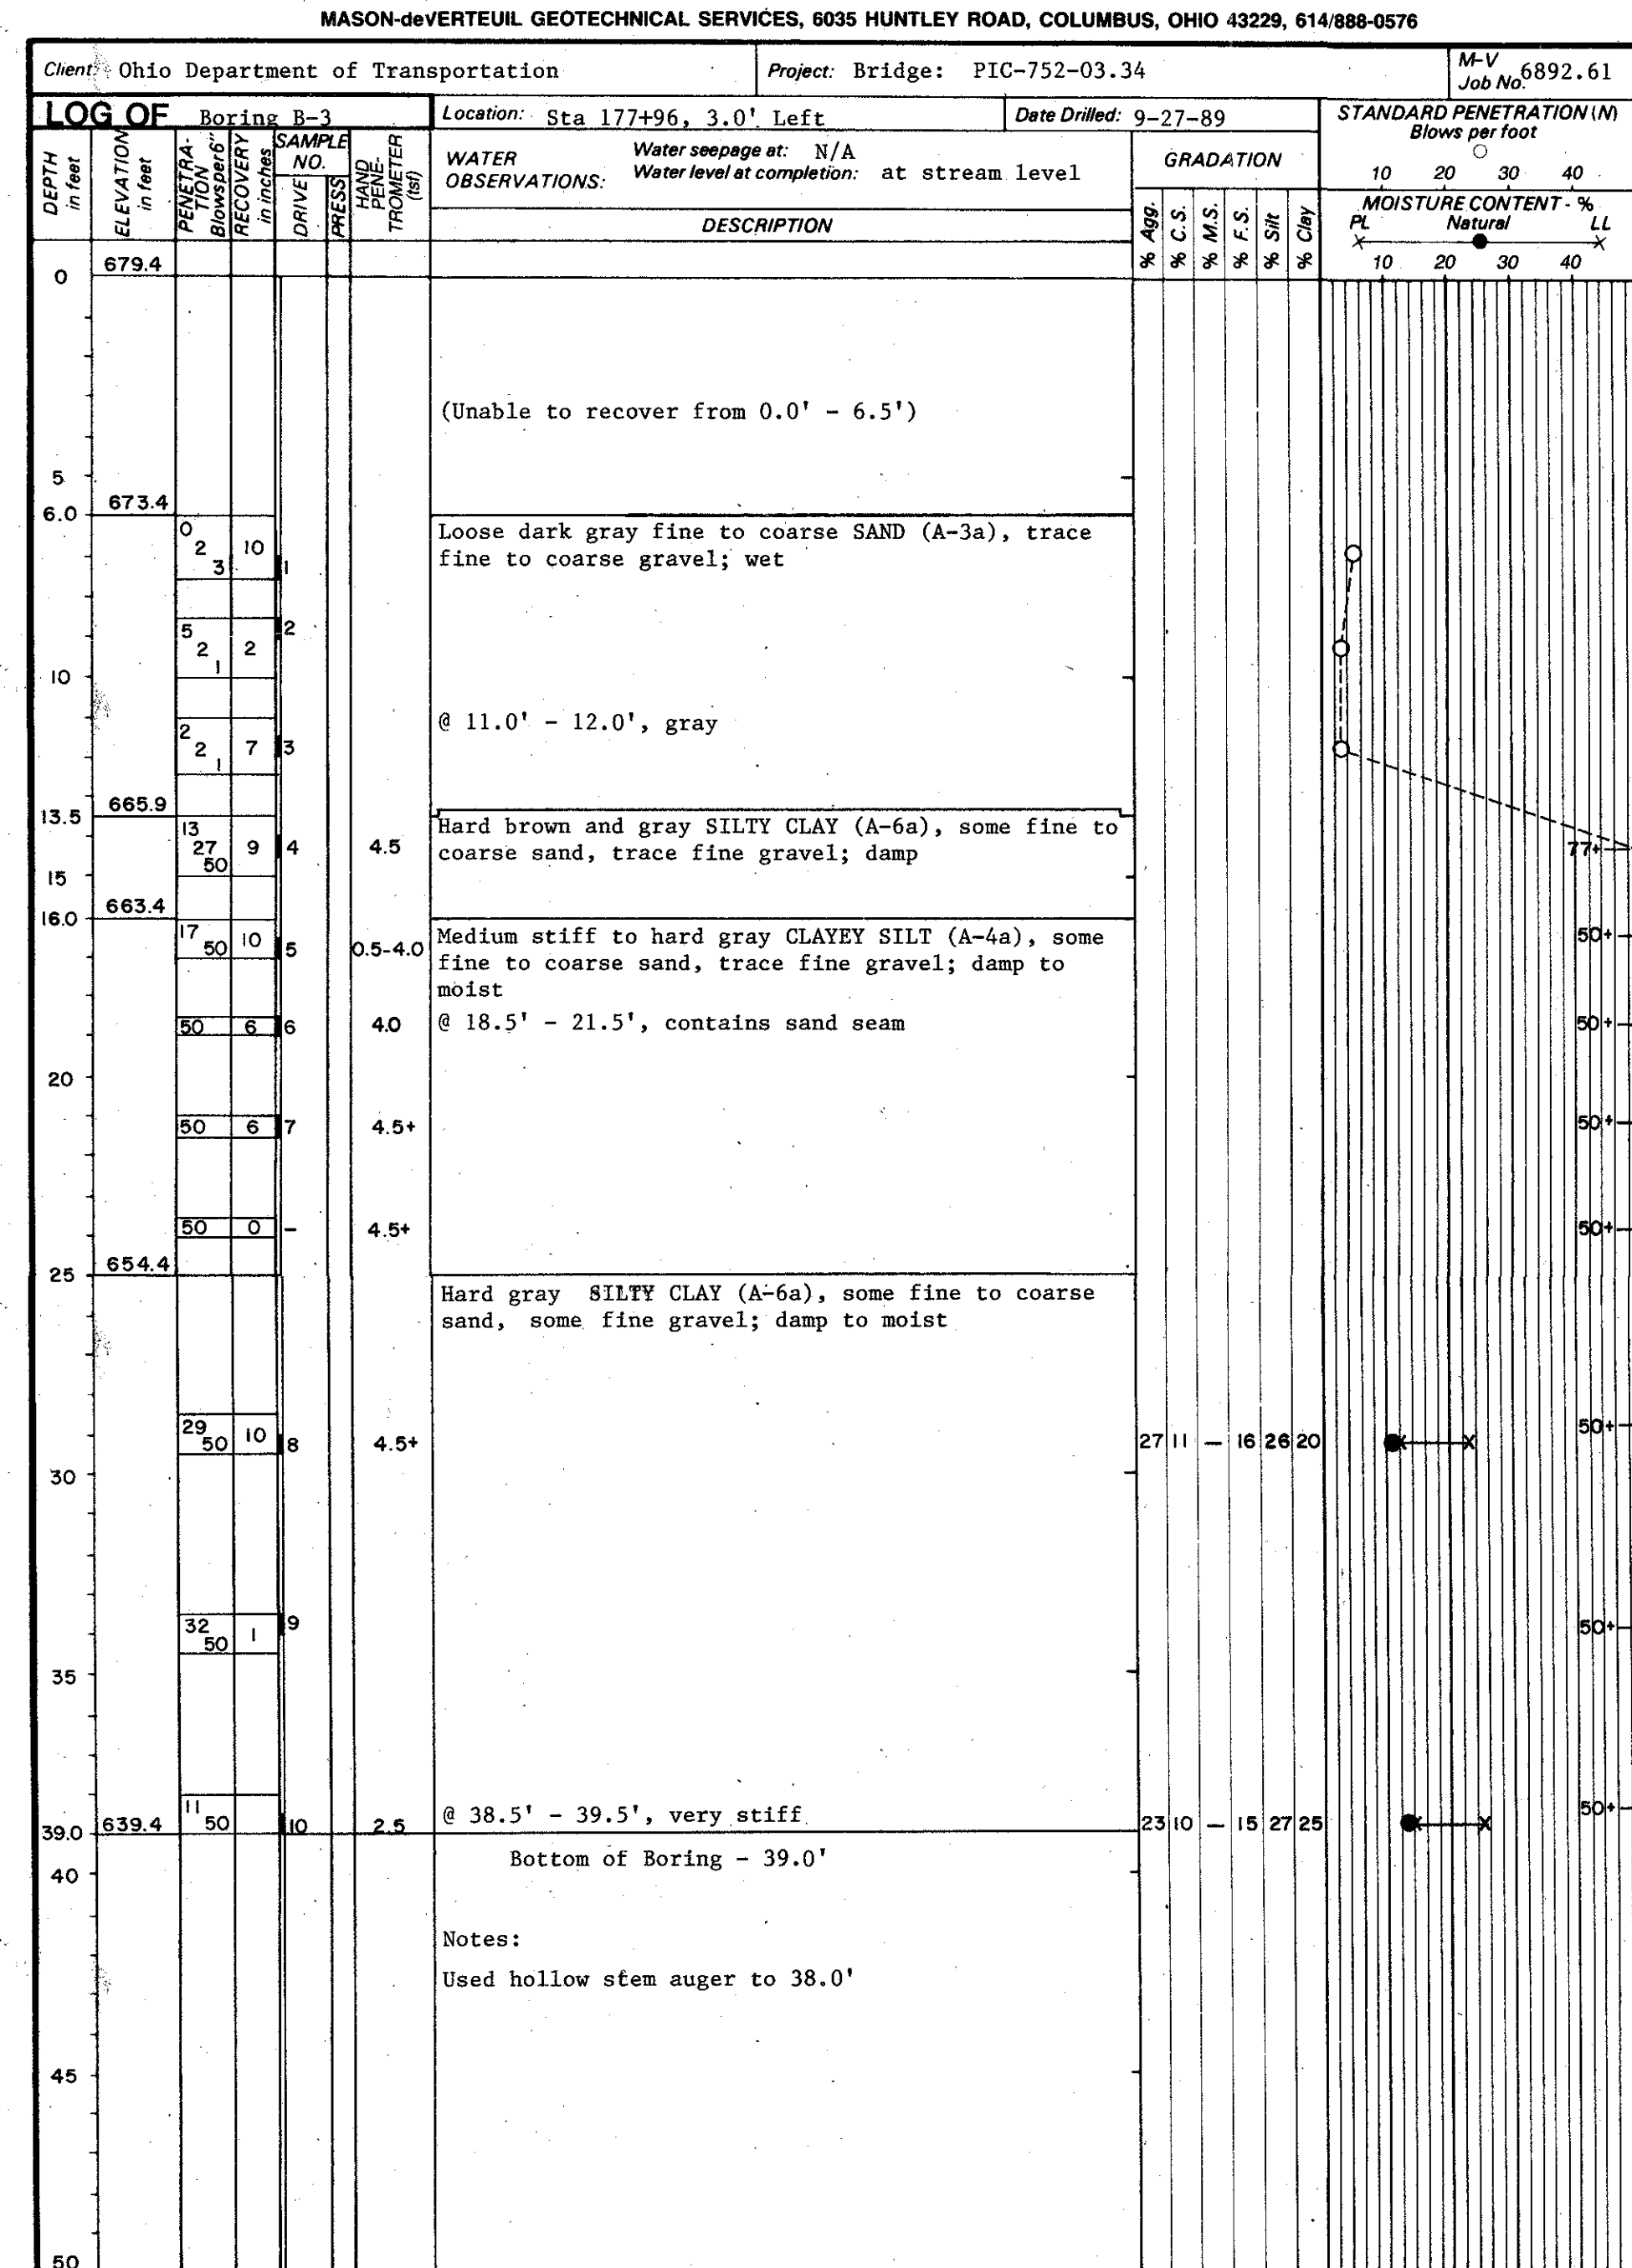 MASON-deVERTEUIL GEOTECHNICAL SERVICES, 6035 HUNTLEY ROAD, COLUMBUS, OHIO 43229, 614/888-0576
Client: Ohio Department of Transportation Project: Bridge: PIC-752-03.34 M-V Job No. 6892.61
LOG OF Boring B-3 Location: Sta 177+96, 3.0' Left Date Drilled: 9-27-89 STANDARD PENETRATION (N)
Blows per foot
10 20 30 40
MOISTURE CONTENT - %
PL Natural LL
10 20 30 40
DEPTH in feet
ELEVATION in feet
PENETRA-TION Blowsper6"
RECOVERY in inches
SAMPLE NO.
DRIVE
PRESS
HAND PENE-TROMETER (tsf)
WATER OBSERVATIONS:
Water seepage at: N/A
Water level at completion: at stream level
DESCRIPTION
GRADATION
% Agg.
% C.S.
% M.S.
% F.S.
% Silt
% Clay
679.4
0
(Unable to recover from 0.0' - 6.5')
5
673.4
6.0
0 2 3 10 1
Loose dark gray fine to coarse SAND (A-3a), trace
fine to coarse gravel; wet
5 2 1 2 2
10
@ 11.0' - 12.0', gray
2 2 1 7 3
665.9
13.5
13 27 50 9 4 4.5
Hard brown and gray SILTY CLAY (A-6a), some fine to
coarse sand, trace fine gravel; damp
77+
15
663.4
16.0
17 50 10 5 0.5-4.0
Medium stiff to hard gray CLAYEY SILT (A-4a), some
fine to coarse sand, trace fine gravel; damp to
moist
50+
50 6 6 4.0 @ 18.5' - 21.5', contains sand seam 50+
20
50 6 7 4.5+ 50+
50 0 - 4.5+ 50+
654.4
25
Hard gray SILTY CLAY (A-6a), some fine to coarse
sand, some fine gravel; damp to moist
29 50 10 8 4.5+ 27 11 — 16 26 20 50+
30
32 50 1 9 50+
35
11 50 10 2.5 @ 38.5' - 39.5', very stiff 23 10 — 15 27 25 50+
39.0 639.4
Bottom of Boring - 39.0'
40
Notes:
Used hollow stem auger to 38.0'
45
50